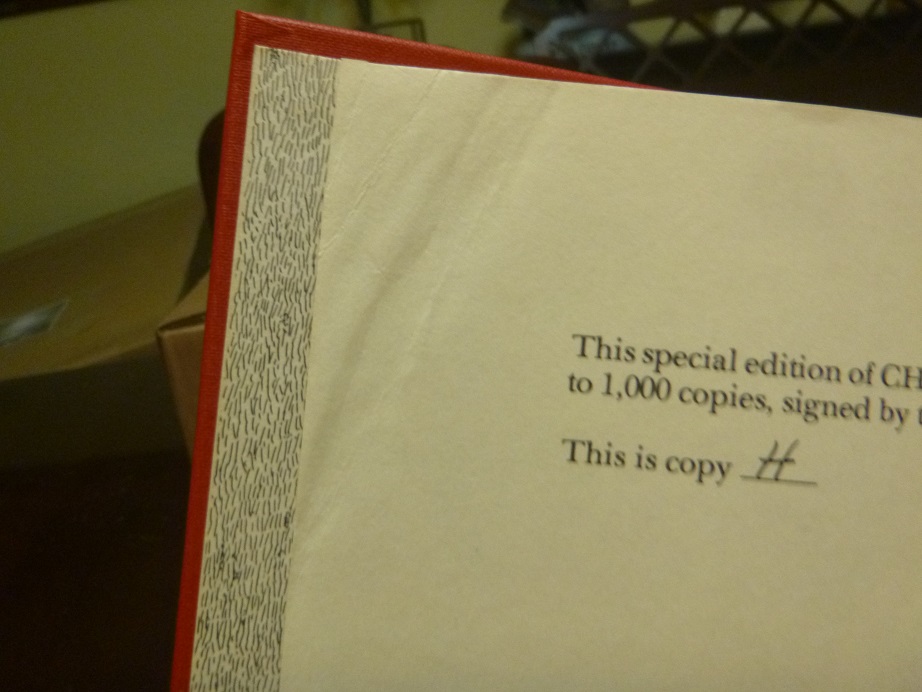 This special edition of CH
to 1,000 copies, signed by t
This is copy H